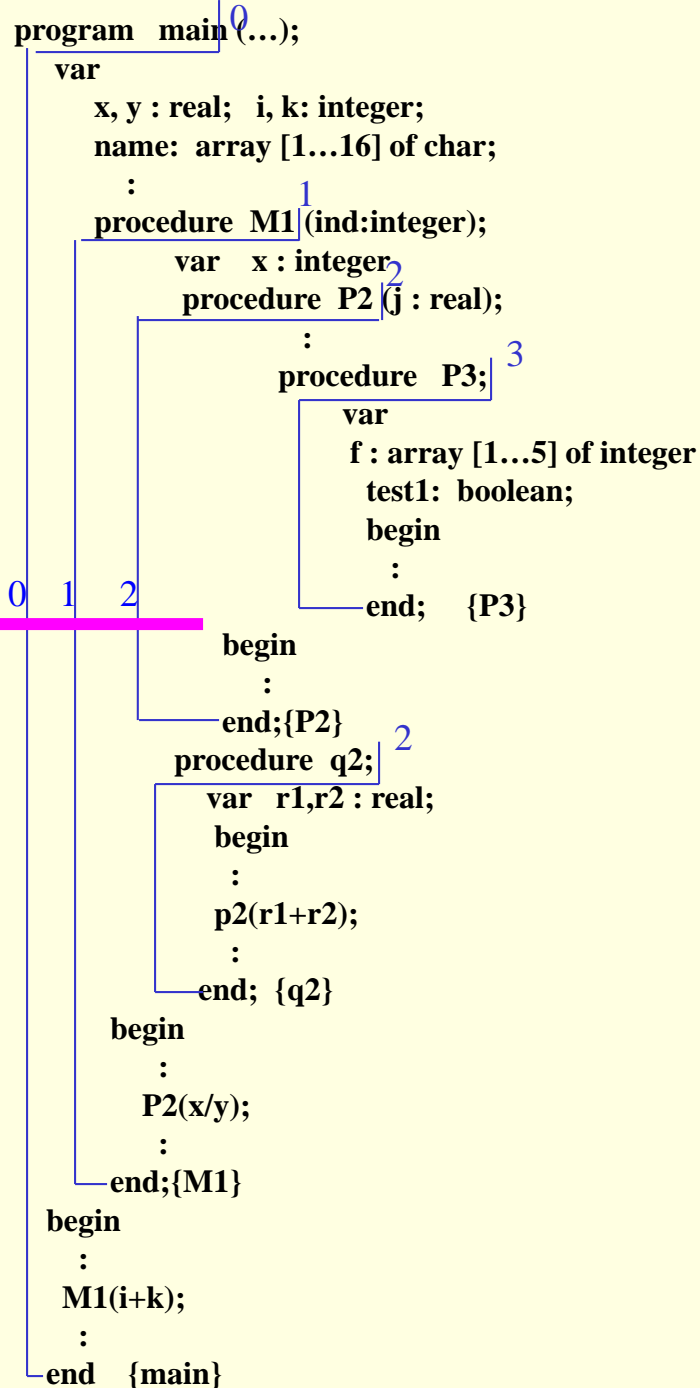 0
program main (…);
var
x, y : real; i, k: integer;
name: array [1…16] of char;
:
1
procedure M1 (ind:integer);
var x : integer
2
procedure P2 (j : real);
:
3
procedure P3;
var
f : array [1…5] of integer
test1: boolean;
begin
:
0 1 2
end; {P3}
begin
:
end;{P2}
2
procedure q2;
var r1,r2 : real;
begin
:
p2(r1+r2);
:
end; {q2}
begin
:
P2(x/y);
:
end;{M1}
begin
:
M1(i+k);
:
end {main}